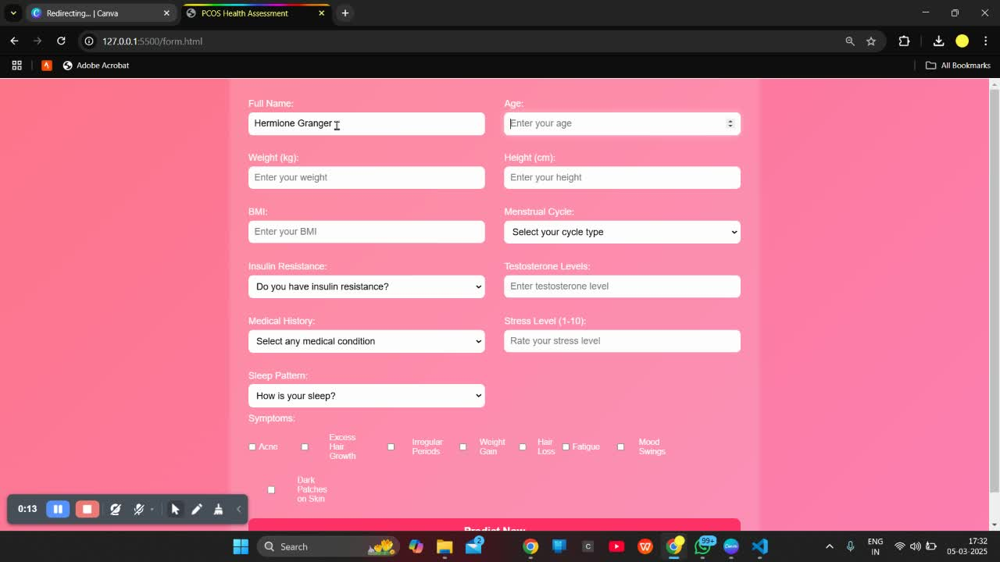 Redirecting... | Canva
PCOS Health Assessment
127.0.0.1:5500/form.html
Adobe Acrobat
All Bookmarks
Full Name:
Age:
Hermione Granger
Enter your age
Weight (kg):
Height (cm):
Enter your weight
Enter your height
BMI:
Menstrual Cycle:
Enter your BMI
Select your cycle type
Insulin Resistance:
Testosterone Levels:
Do you have insulin resistance?
Enter testosterone level
Medical History:
Stress Level (1-10):
Select any medical condition
Rate your stress level
Sleep Pattern:
How is your sleep?
Symptoms:
Acne
Excess
Hair
Growth
Irregular
Periods
Weight
Gain
Hair
Loss
Fatigue
Mood
Swings
Dark
Patches
on Skin
0:13
Predict Now
Search
2
99+
ENG
IN
17:32
05-03-2025